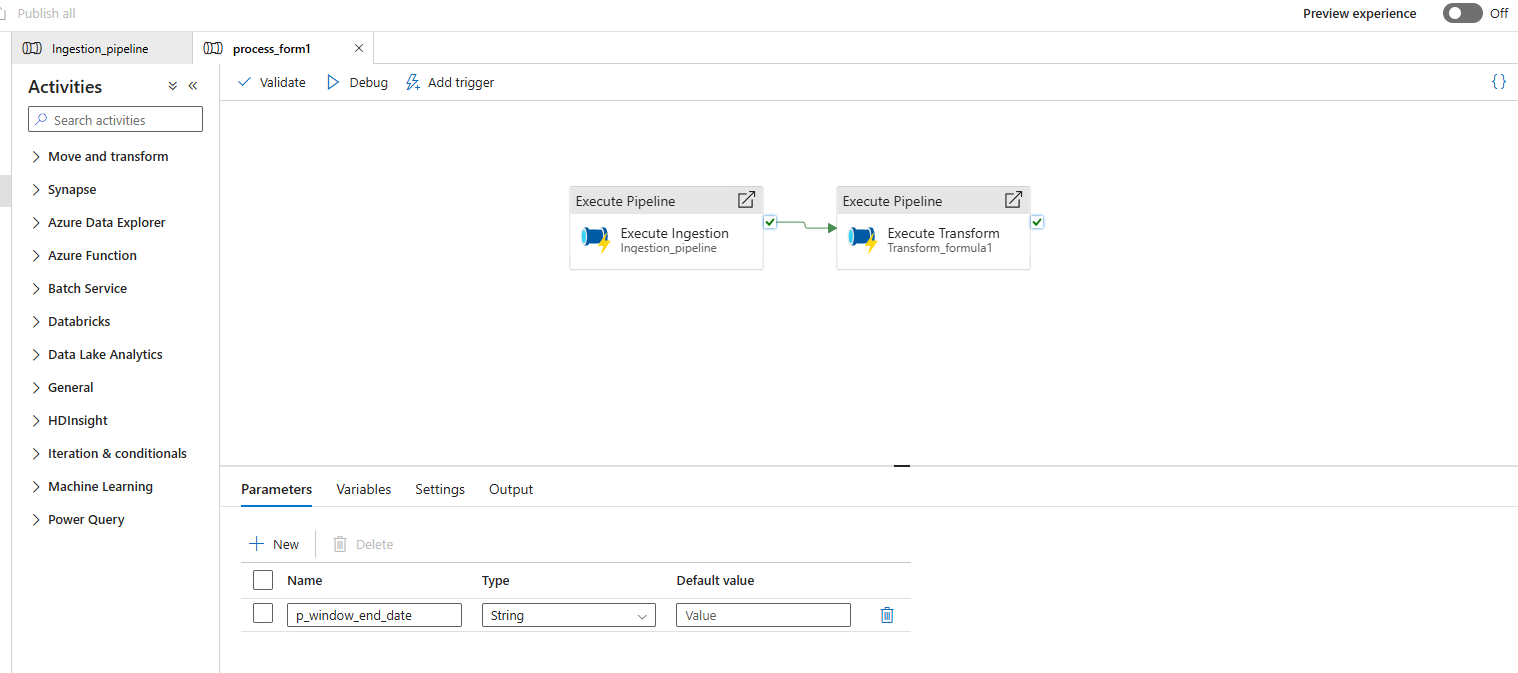 Publish all
Preview experience
Off
Ingestion_pipeline
process_form1
Activities
Validate
Debug
Add trigger
Search activities
Move and transform
Synapse
Azure Data Explorer
Azure Function
Batch Service
Databricks
Data Lake Analytics
General
HDInsight
Iteration & conditionals
Machine Learning
Power Query
Execute Pipeline
Execute Ingestion
Ingestion_pipeline
Execute Pipeline
Execute Transform
Transform_formula1
Parameters
Variables
Settings
Output
New
Delete
Name
Type
Default value
p_window_end_date
String
Value